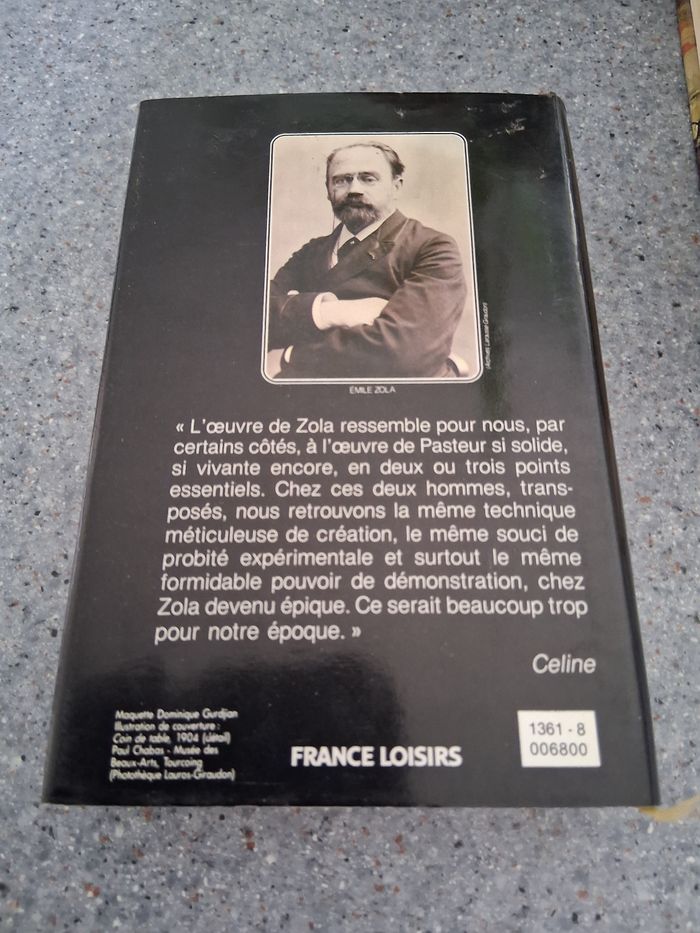 Archives Larousse-Giraudon
EMILE ZOLA
« L'œuvre de Zola ressemble pour nous, par
certains côtés, à l'œuvre de Pasteur si solide,
si vivante encore, en deux ou trois points
essentiels. Chez ces deux hommes, trans-
posés, nous retrouvons la même technique
méticuleuse de création, le même souci de
probité expérimentale et surtout le même
formidable pouvoir de démonstration, chez
Zola devenu épique. Ce serait beaucoup trop
pour notre époque. »
Celine
Maquette Dominique Gurdjian
Illustration de couverture :
Coin de table, 1904 (détail)
Paul Chabas - Musée des
Beaux-Arts, Tourcoing
(Photothèque Lauros-Giraudon)
FRANCE LOISIRS
1361 - 8
006800